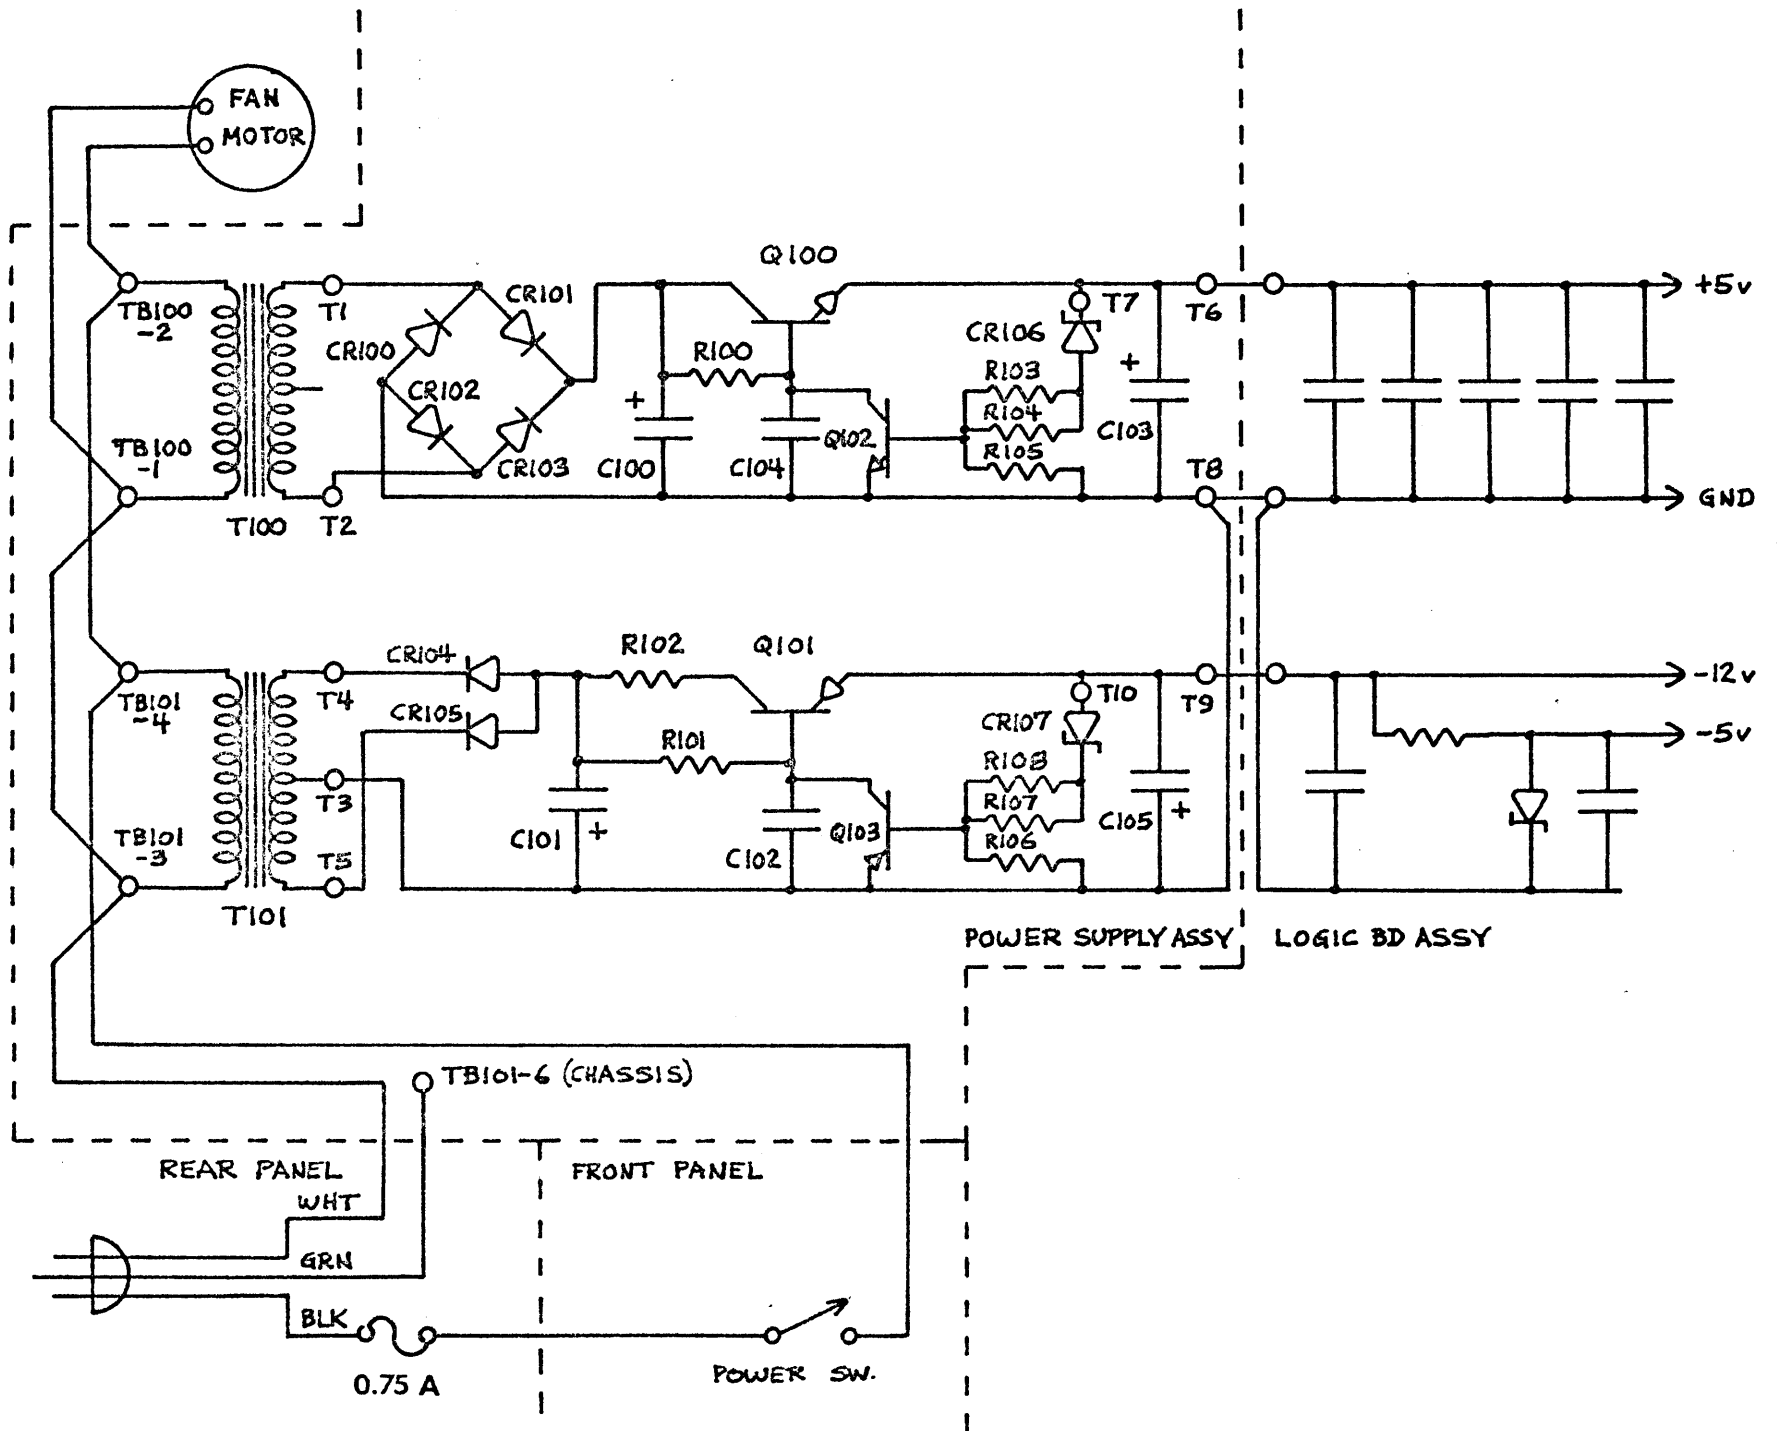 FAN
MOTOR
Q100
TB100
-2
T1
CR101
CR100
CR102
CR103
R100
+
C100
C104
Q102
CR106
T7
T6
+5V
R103
R104
R105
+
C103
TB100
-1
T100
T2
T8
GND
CR104
R102
Q101
TB101
-4
T4
CR105
R101
T10
CR107
T9
-12V
-5V
T3
R108
R107
R106
C105
+
TB101
-3
T5
C101
+
C102
Q103
T101
POWER SUPPLY ASSY
LOGIC BD ASSY
TB101-6 (CHASSIS)
REAR PANEL
FRONT PANEL
WHT
GRN
BLK
0.75 A
POWER SW.